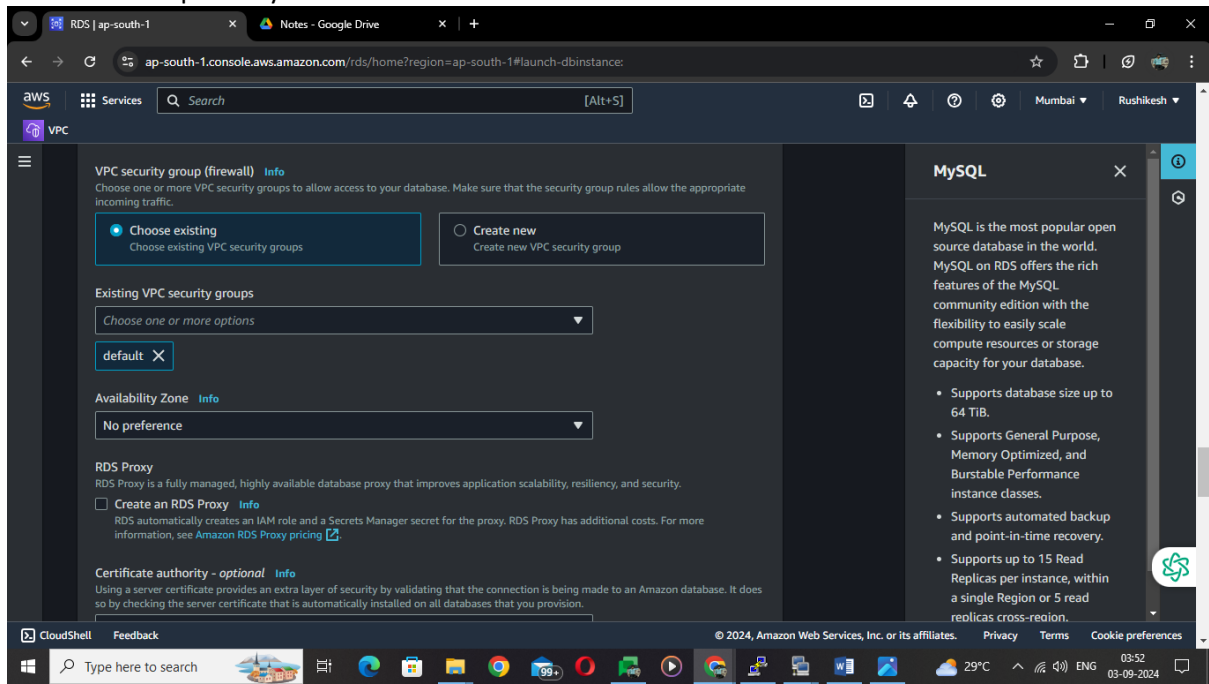 RDS | ap-south-1
Notes - Google Drive
ap-south-1.console.aws.amazon.com/rds/home?region=ap-south-1#launch-dbinstance:
aws
Services
Search
[Alt+S]
Mumbai
Rushikesh
VPC
VPC security group (firewall) Info
Choose one or more VPC security groups to allow access to your database. Make sure that the security group rules allow the appropriate
incoming traffic.
Choose existing
Choose existing VPC security groups
Create new
Create new VPC security group
Existing VPC security groups
Choose one or more options
default
Availability Zone Info
No preference
RDS Proxy
RDS Proxy is a fully managed, highly available database proxy that improves application scalability, resiliency, and security.
Create an RDS Proxy Info
RDS automatically creates an IAM role and a Secrets Manager secret for the proxy. RDS Proxy has additional costs. For more
information, see Amazon RDS Proxy pricing.
Certificate authority - optional Info
Using a server certificate provides an extra layer of security by validating that the connection is being made to an Amazon database. It does
so by checking the server certificate that is automatically installed on all databases that you provision.
MySQL
MySQL is the most popular open
source database in the world.
MySQL on RDS offers the rich
features of the MySQL
community edition with the
flexibility to easily scale
compute resources or storage
capacity for your database.
• Supports database size up to
64 TiB.
• Supports General Purpose,
Memory Optimized, and
Burstable Performance
instance classes.
• Supports automated backup
and point-in-time recovery.
• Supports up to 15 Read
Replicas per instance, within
a single Region or 5 read
replicas cross-region.
CloudShell
Feedback
© 2024, Amazon Web Services, Inc. or its affiliates.
Privacy
Terms
Cookie preferences
Type here to search
99+
29°C
ENG
03:52
03-09-2024